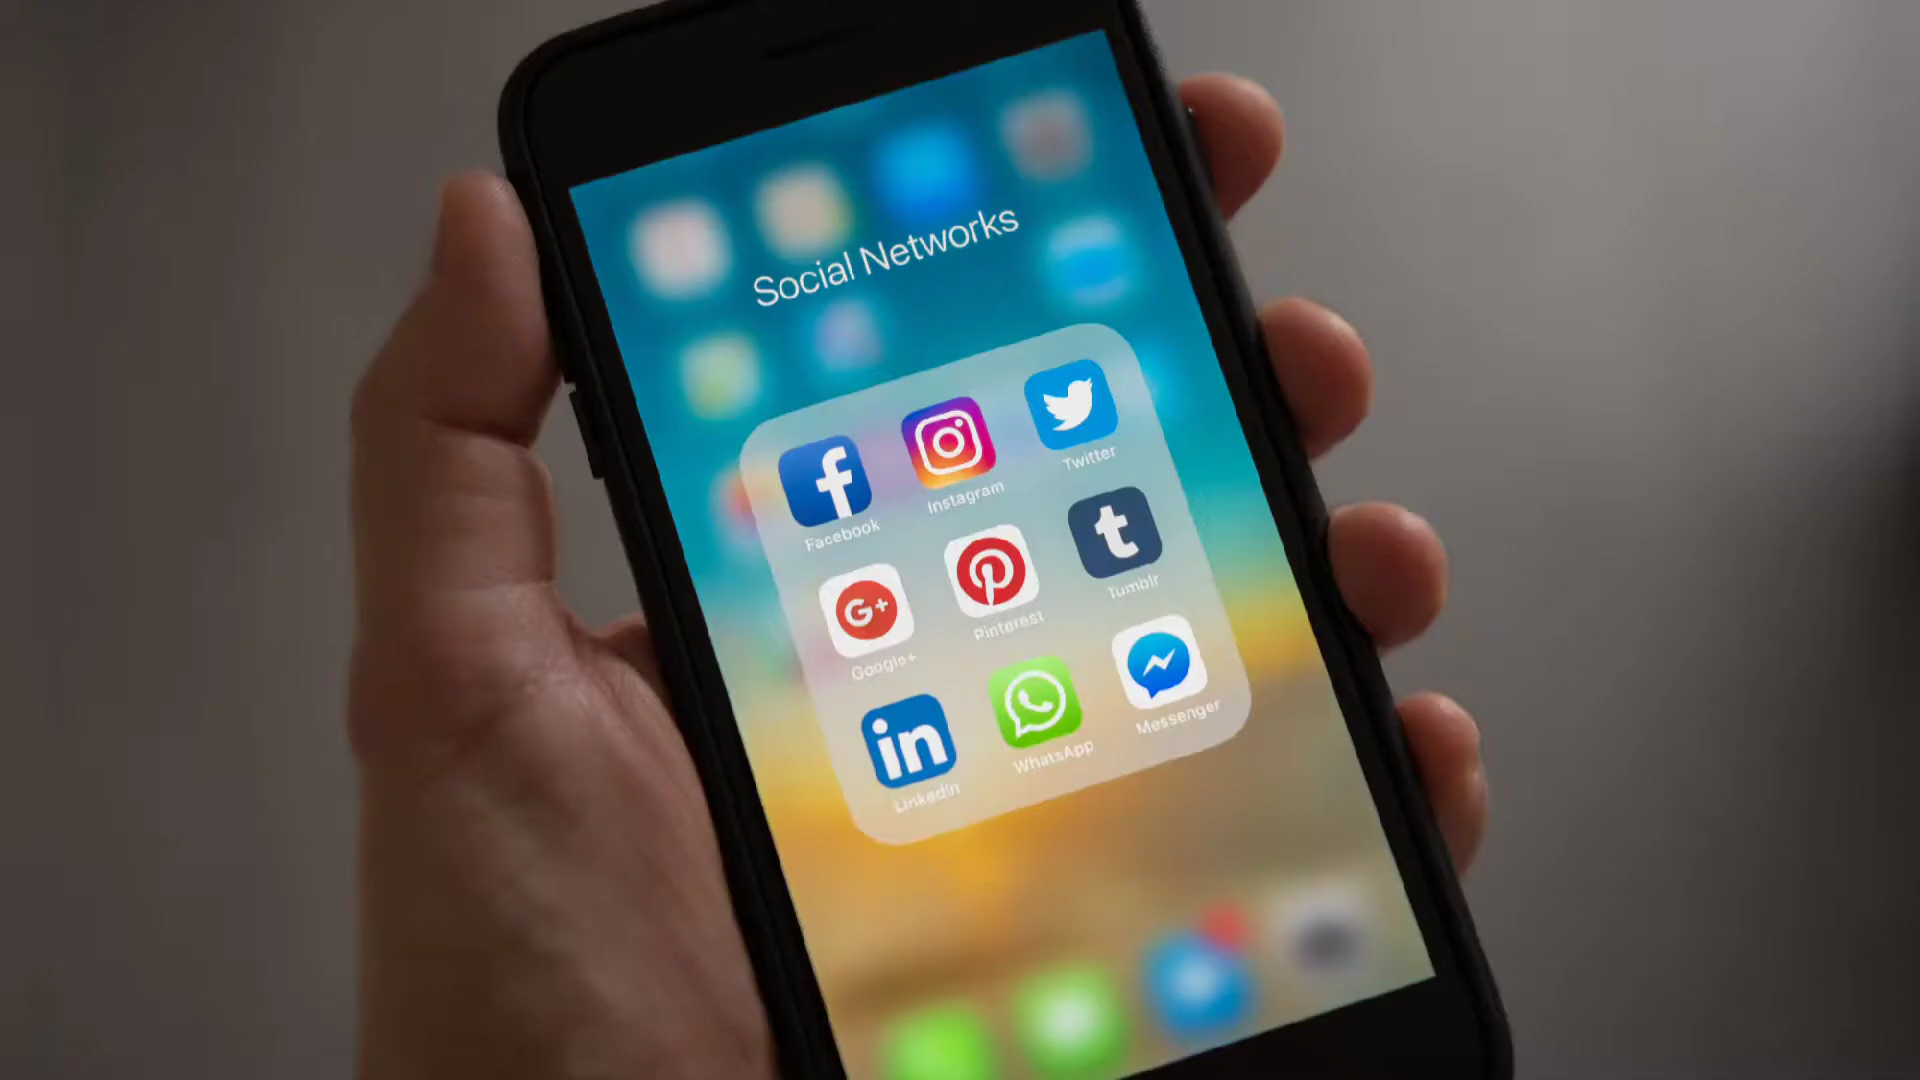 Social Networks
Facebook
Instagram
Twitter
Google+
Pinterest
Tumblr
LinkedIn
WhatsApp
Messenger